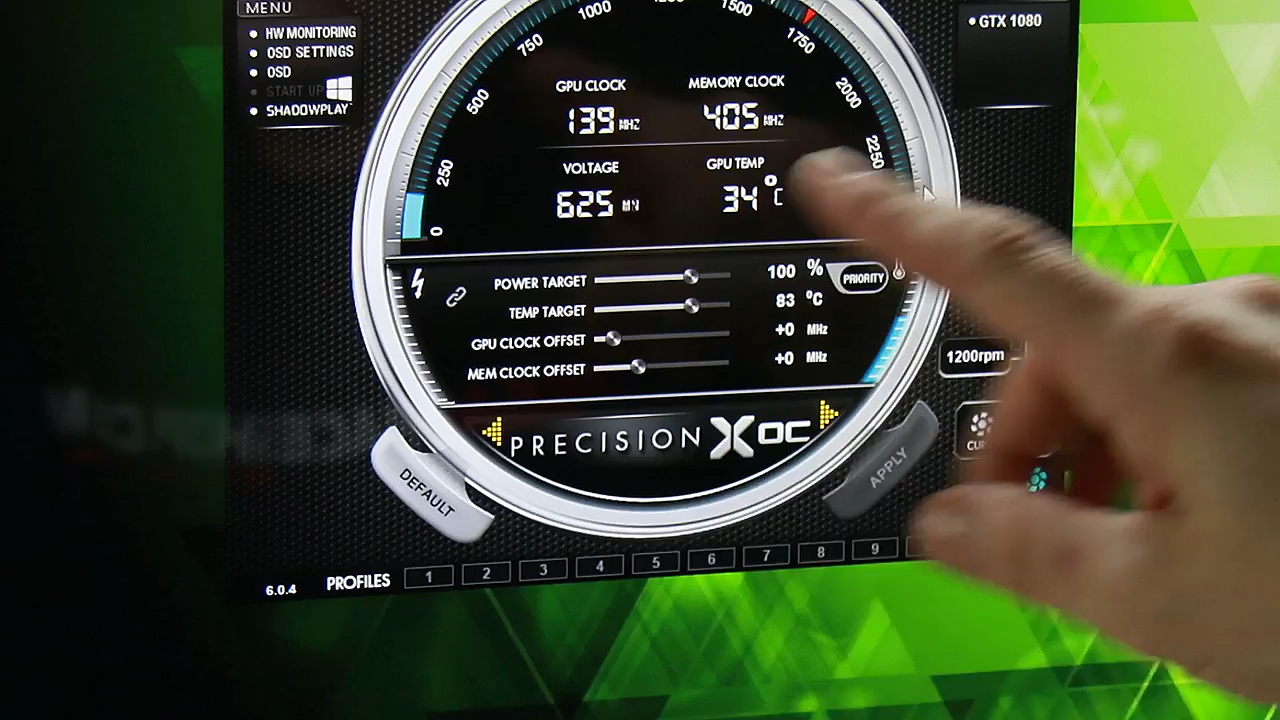 MENU
HW MONITORING
OSD SETTINGS
OSD
START UP
SHADOWPLAY
GTX 1080
0
250
500
750
1000
1500
1750
2000
2250
GPU CLOCK
139 MHZ
MEMORY CLOCK
405 MHZ
VOLTAGE
625
GPU TEMP
34°C
POWER TARGET 100 % PRIORITY
TEMP TARGET 83 °C
GPU CLOCK OFFSET +0 MHz
MEM CLOCK OFFSET +0 MHz
1200rpm
PRECISION XOC
DEFAULT
APPLY
6.0.4 PROFILES 1 2 3 4 5 6 7 8 9